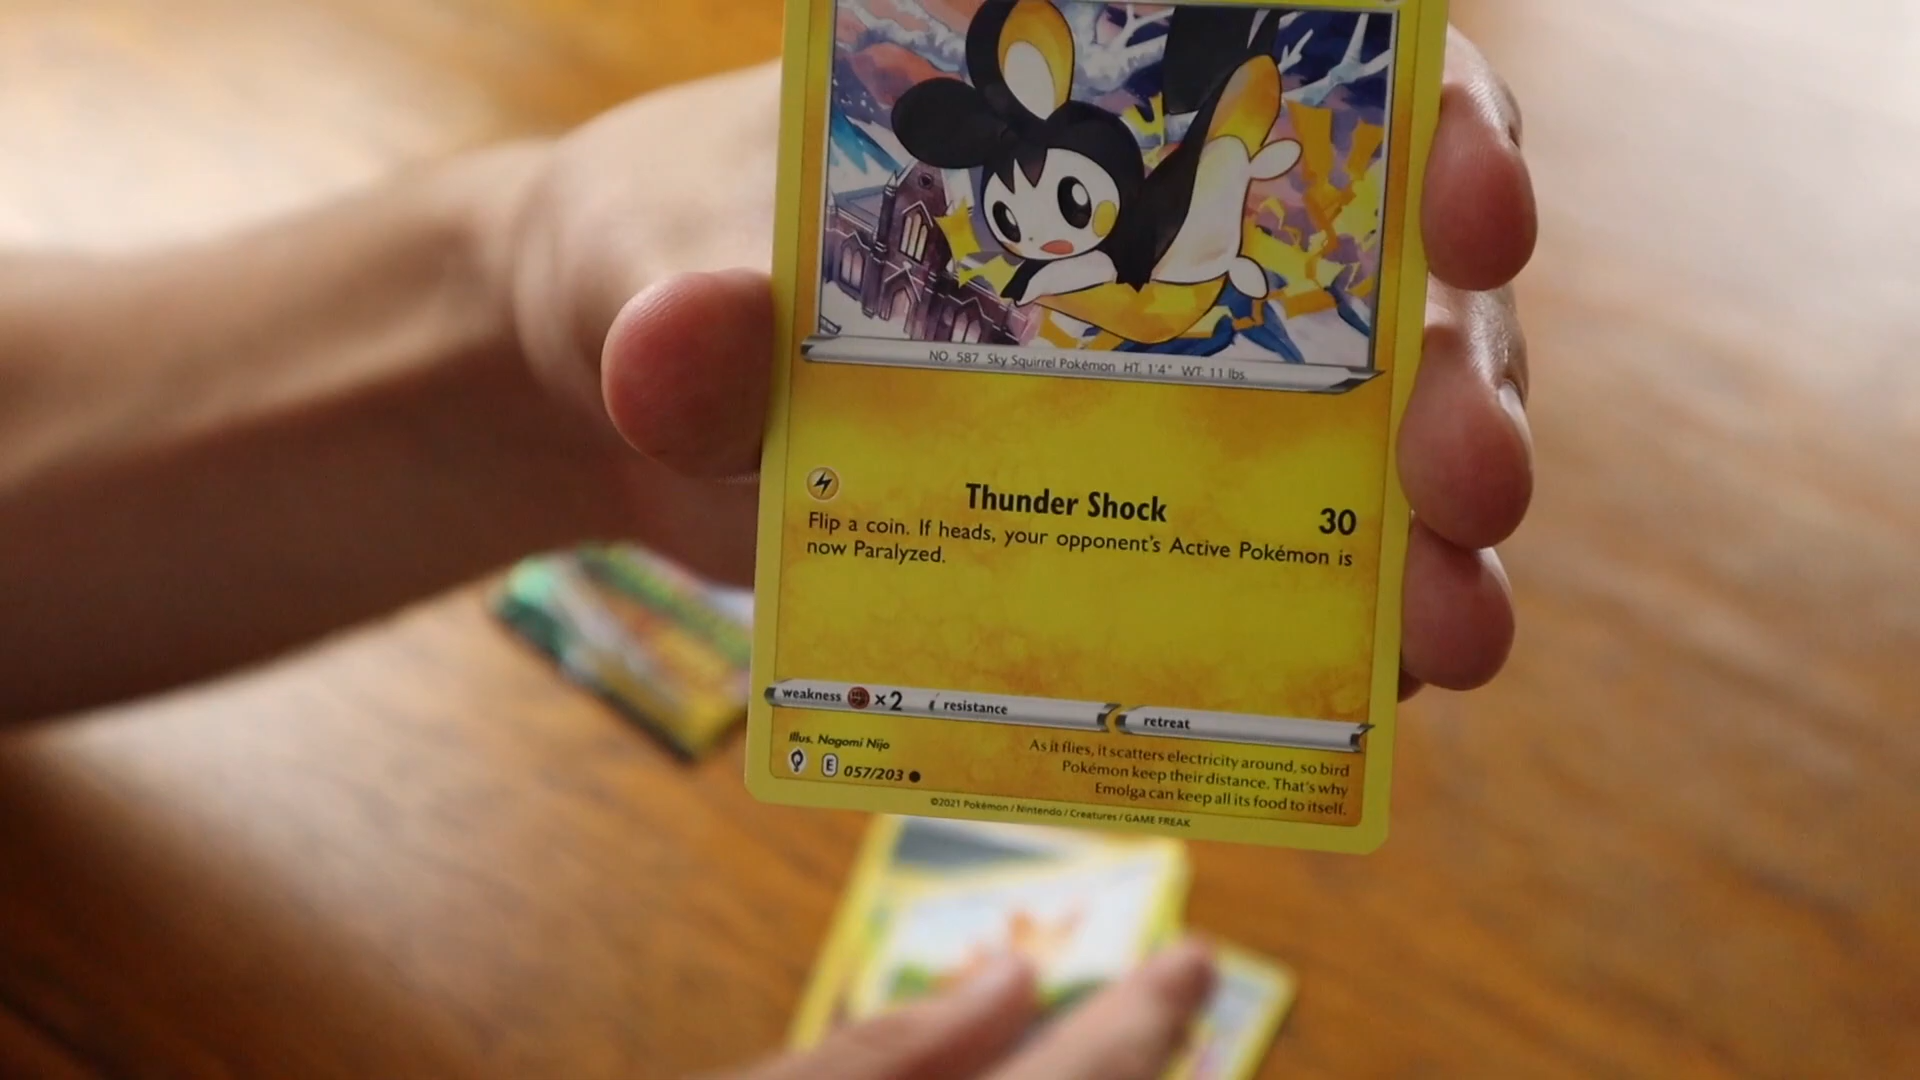 NO. 587 Sky Squirrel Pokémon HT: 1'4" WT: 11 lbs.
Thunder Shock 30
Flip a coin. If heads, your opponent's Active Pokémon is
now Paralyzed.
weakness ×2 resistance retreat
Illus. Nagomi Nijo
E 057/203
As it flies, it scatters electricity around, so bird
Pokémon keep their distance. That's why
Emolga can keep all its food to itself.
©2021 Pokémon / Nintendo / Creatures / GAME FREAK